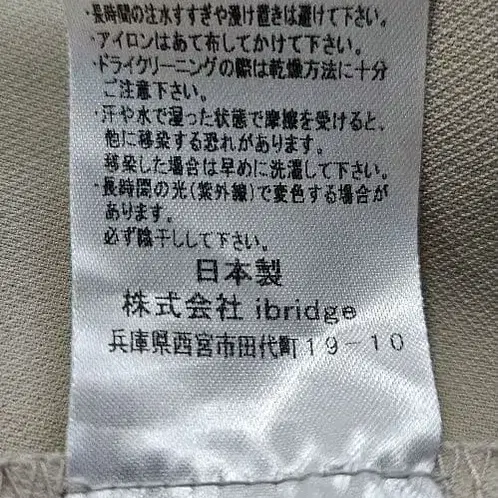 ・長時間の注水すすぎや漬け置きは避けて下さい。
・アイロンはあて布してかけて下さい。
・ドライクリーニングの際は乾燥方法に十分
ご注意下さい。
・汗や水で湿った状態で摩擦を受けると、
他に移染する恐れがあります。
移染した場合は早めに洗濯して下さい。
・長時間の光(紫外線)で変色する場合が
あります。
必ず陰干しして下さい。
日本製
株式会社 ibridge
兵庫県西宮市田代町19-10